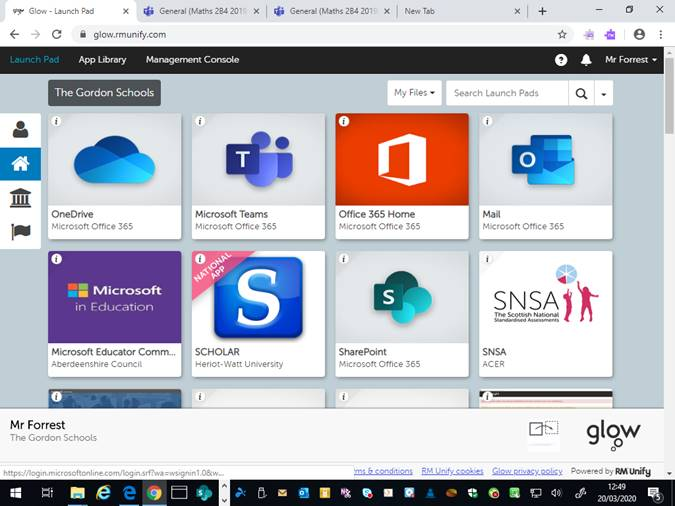 Glow - Launch Pad
General (Maths 284 2019
General (Maths 284 2019
New Tab
glow.rmunify.com
Launch Pad App Library Management Console Mr Forrest
The Gordon Schools
My Files
Search Launch Pads
OneDrive
Microsoft Office 365
T
Microsoft Teams
Microsoft Office 365
Office 365 Home
Microsoft Office 365
O
Mail
Microsoft Office 365
Microsoft
in Education
Microsoft Educator Comm...
Aberdeenshire Council
NATIONAL
APP
S
SCHOLAR
Heriot-Watt University
S
SharePoint
Microsoft Office 365
SNSA
The Scottish National
Standardised Assessments
SNSA
ACER
Mr Forrest
The Gordon Schools
glow
https://login.microsoftonline.com/login.srf?wa=wsignin1.0&w...
ms & conditions RM Unify cookies Glow privacy policy Powered by RM Unify
12:49
20/03/2020